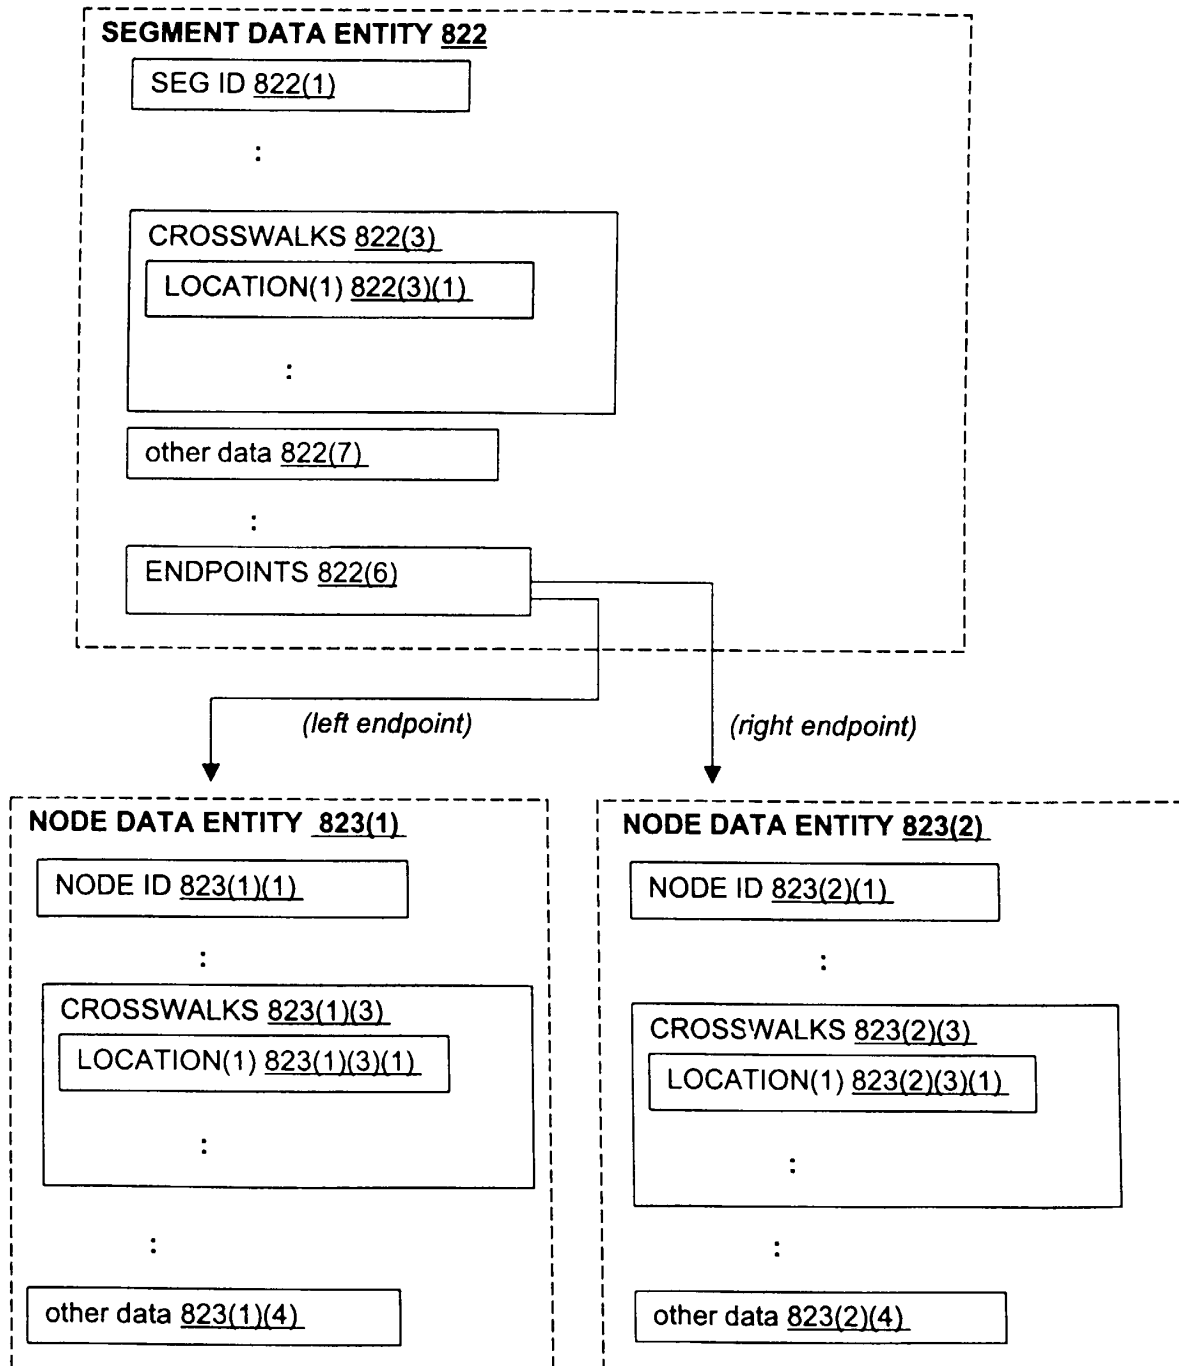 SEGMENT DATA ENTITY 822
SEG ID 822(1)
:
CROSSWALKS 822(3)
LOCATION(1) 822(3)(1)
:
other data 822(7)
:
ENDPOINTS 822(6)
(left endpoint)
(right endpoint)
NODE DATA ENTITY 823(1)
NODE ID 823(1)(1)
:
CROSSWALKS 823(1)(3)
LOCATION(1) 823(1)(3)(1)
:
:
other data 823(1)(4)
NODE DATA ENTITY 823(2)
NODE ID 823(2)(1)
:
CROSSWALKS 823(2)(3)
LOCATION(1) 823(2)(3)(1)
:
:
other data 823(2)(4)